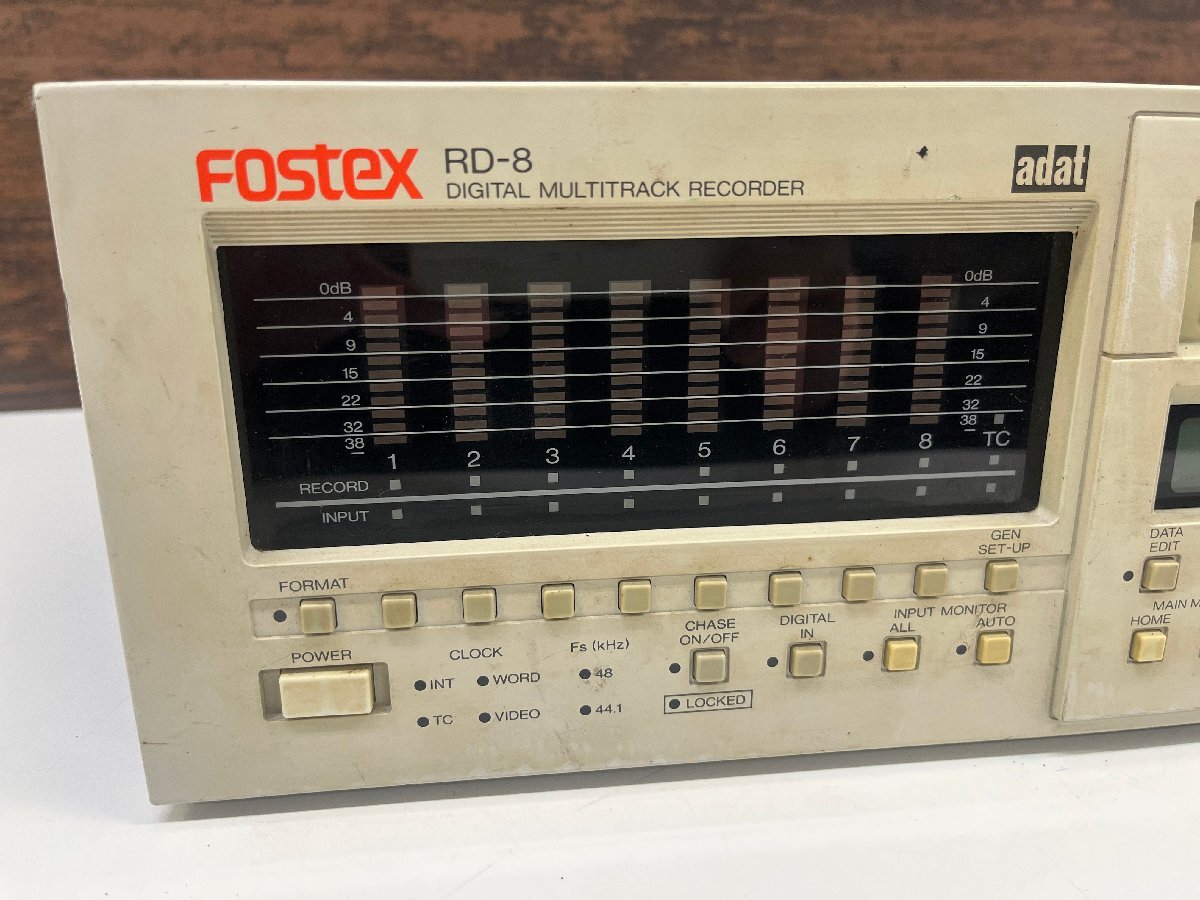 FOSTEX RD-8
DIGITAL MULTITRACK RECORDER
adat
0dB 0dB
4 4
9 9
15 15
22 22
32 32
38 38
1 2 3 4 5 6 7 8 TC
RECORD
INPUT
GEN
SET-UP
FORMAT
POWER
CLOCK
INT WORD
TC VIDEO
Fs (kHz)
48
44.1
CHASE
ON/OFF
LOCKED
DIGITAL
IN
INPUT MONITOR
ALL AUTO
DATA
EDIT
MAIN M
HOME